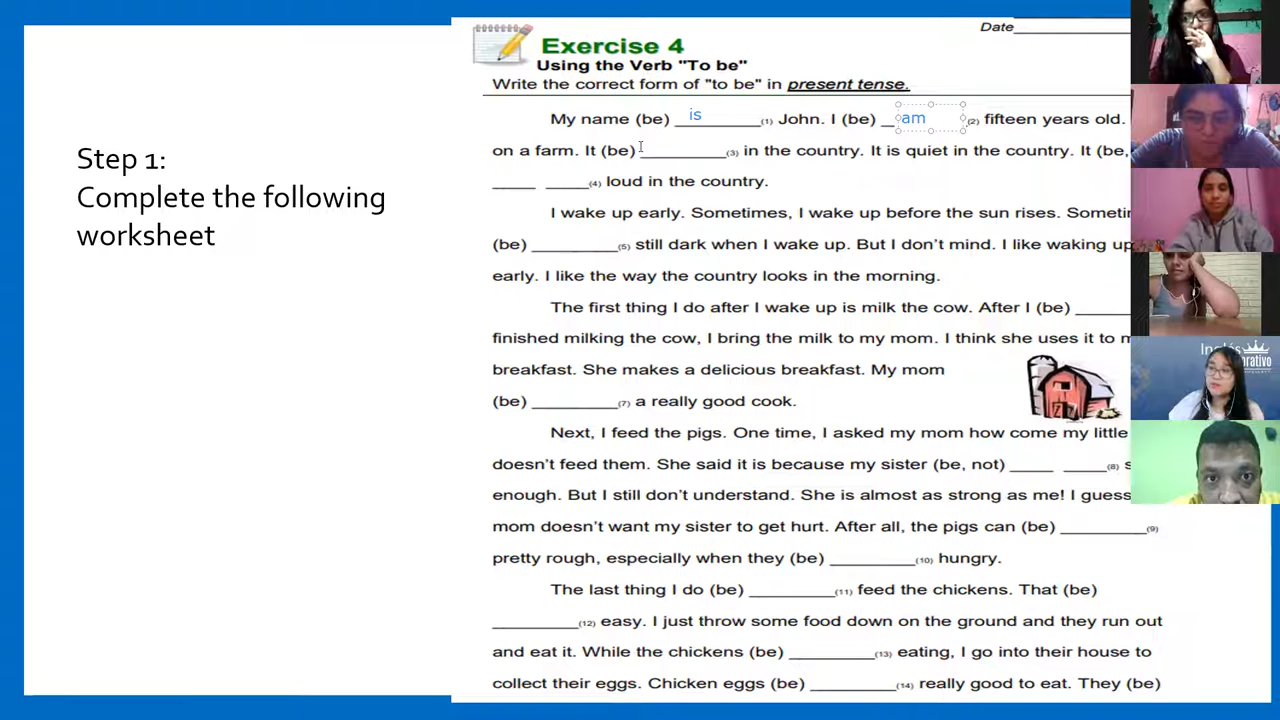 Step 1:
Complete the following
worksheet
Date
Exercise 4
Using the Verb "To be"
Write the correct form of "to be" in present tense.
My name (be) is (1) John. I (be) am (2) fifteen years old.
on a farm. It (be) (3) in the country. It is quiet in the country. It (be,
(4) loud in the country.
I wake up early. Sometimes, I wake up before the sun rises.
(be) (5) still dark when I wake up. But I don't mind. I like waking up
early. I like the way the country looks in the morning.
The first thing I do after I wake up is milk the cow. After I (be)
finished milking the cow, I bring the milk to my mom. I think she uses it to
breakfast. She makes a delicious breakfast. My mom
(be) (7) a really good cook.
Next, I feed the pigs. One time, I asked my mom how come my little
doesn't feed them. She said it is because my sister (be, not) (8)
enough. But I still don't understand. She is almost as strong as me! I guess
mom doesn't want my sister to get hurt. After all, the pigs can (be) (9)
pretty rough, especially when they (be) (10) hungry.
The last thing I do (be) (11) feed the chickens. That (be)
(12) easy. I just throw some food down on the ground and they run out
and eat it. While the chickens (be) (13) eating, I go into their house to
collect their eggs. Chicken eggs (be) (14) really good to eat. They (be)